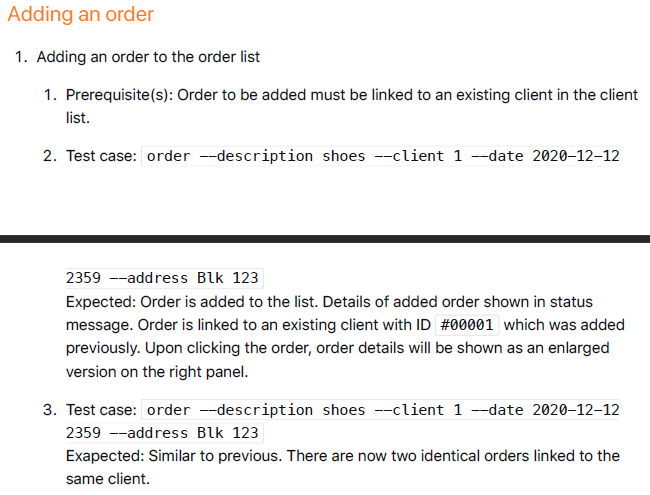 Adding an order
1. Adding an order to the order list
1. Prerequisite(s): Order to be added must be linked to an existing client in the client
list.
2. Test case: order --description shoes --client 1 --date 2020-12-12
2359 --address Blk 123
Expected: Order is added to the list. Details of added order shown in status
message. Order is linked to an existing client with ID #00001 which was added
previously. Upon clicking the order, order details will be shown as an enlarged
version on the right panel.
3. Test case: order --description shoes --client 1 --date 2020-12-12
2359 --address Blk 123
Exapected: Similar to previous. There are now two identical orders linked to the
same client.